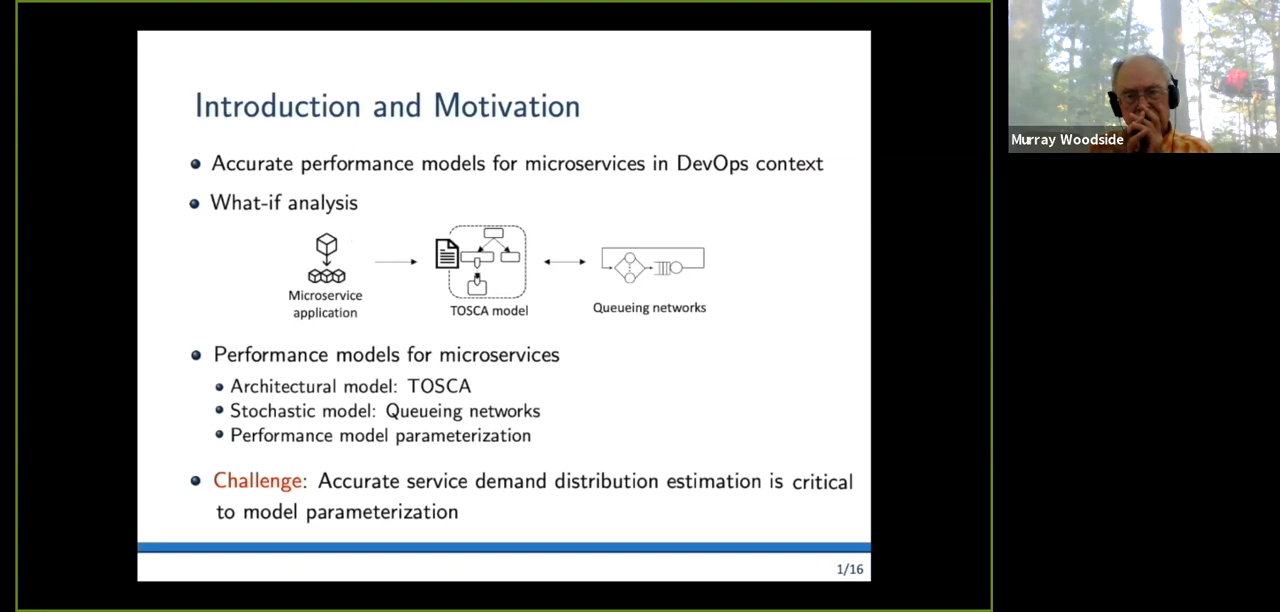 Introduction and Motivation
Accurate performance models for microservices in DevOps context
What-if analysis
Microservice
application
TOSCA model
Queueing networks
Performance models for microservices
Architectural model: TOSCA
Stochastic model: Queueing networks
Performance model parameterization
Challenge: Accurate service demand distribution estimation is critical
to model parameterization
1/16
Murray Woodside